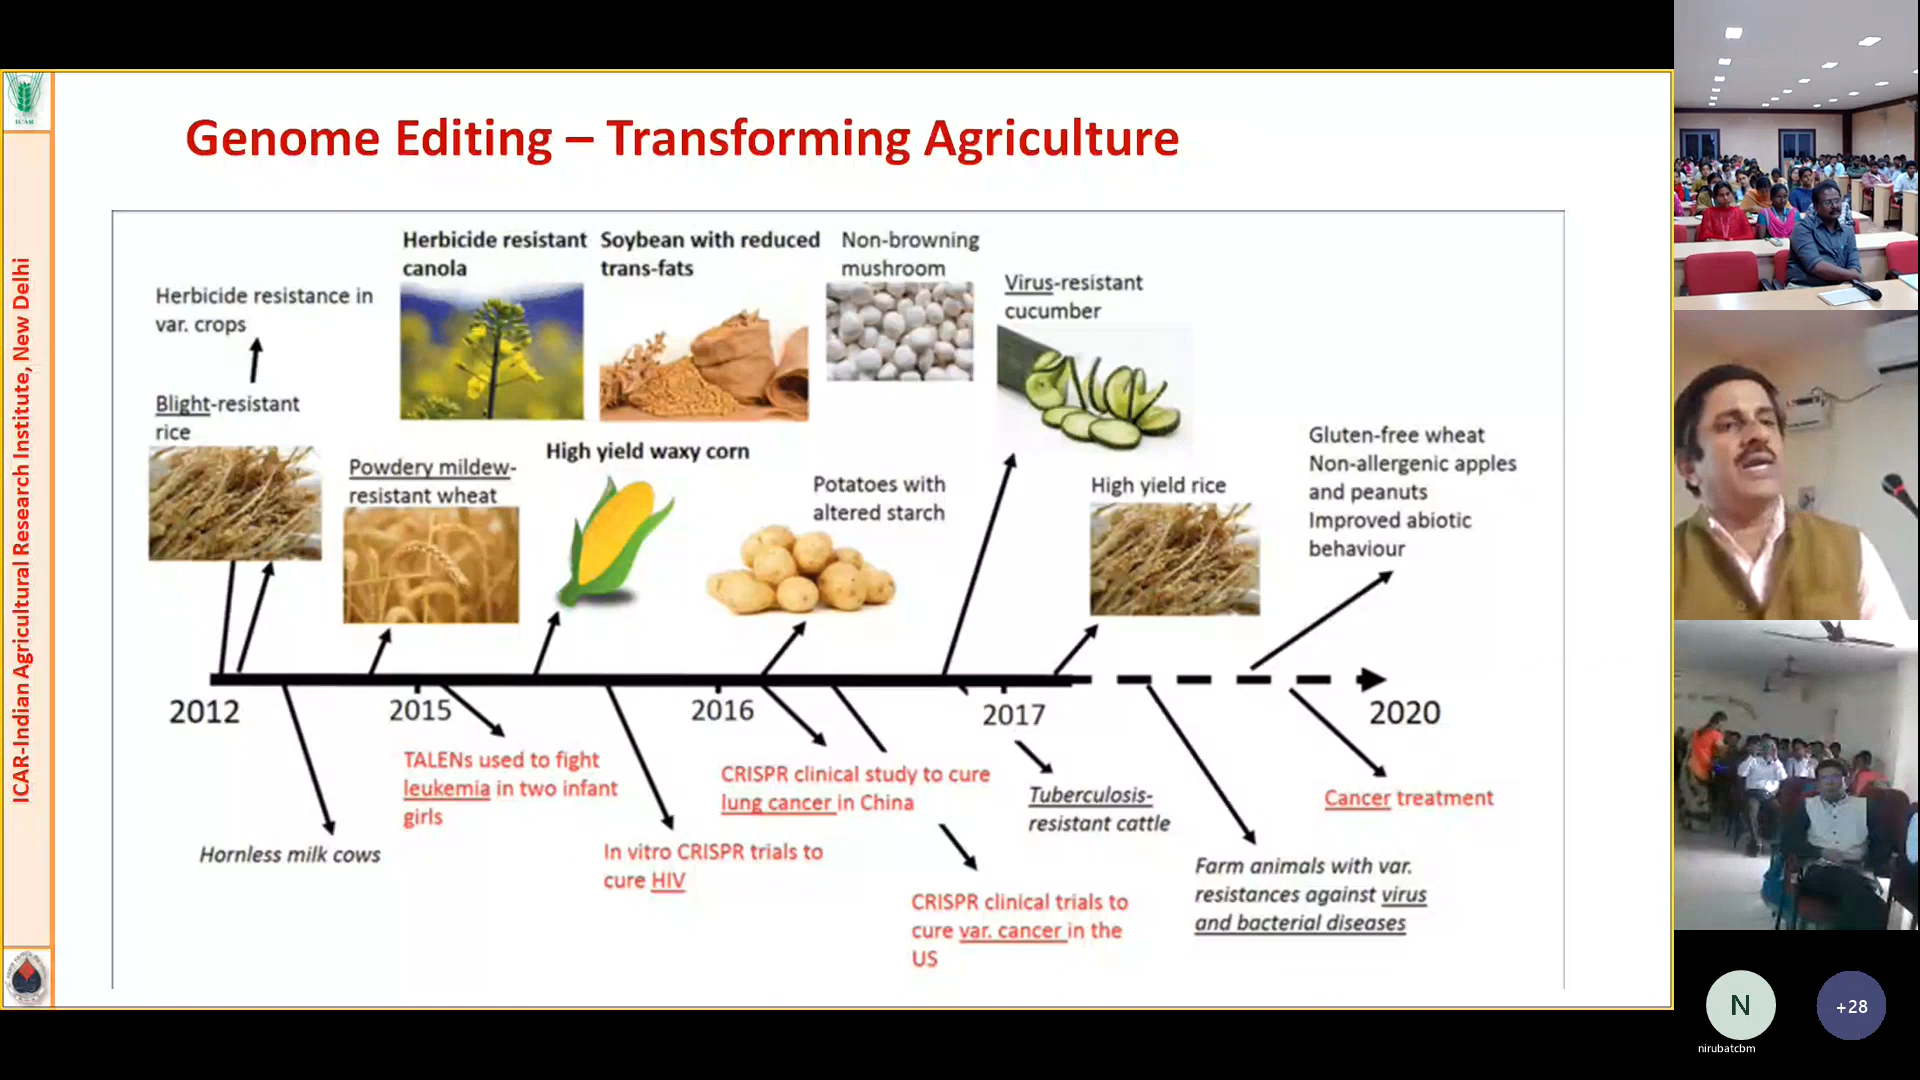 Genome Editing – Transforming Agriculture
ICAR
ICAR-Indian Agricultural Research Institute, New Delhi
Herbicide resistance in
var. crops
Blight-resistant
rice
Herbicide resistant
canola
Soybean with reduced
trans-fats
Non-browning
mushroom
Virus-resistant
cucumber
Powdery mildew-
resistant wheat
High yield waxy corn
Potatoes with
altered starch
High yield rice
Gluten-free wheat
Non-allergenic apples
and peanuts
Improved abiotic
behaviour
2012
2015
2016
2017
2020
Hornless milk cows
TALENs used to fight
leukemia in two infant
girls
In vitro CRISPR trials to
cure HIV
CRISPR clinical study to cure
lung cancer in China
CRISPR clinical trials to
cure var. cancer in the
US
Tuberculosis-
resistant cattle
Farm animals with var.
resistances against virus
and bacterial diseases
Cancer treatment
N
nirubatcbm
+28